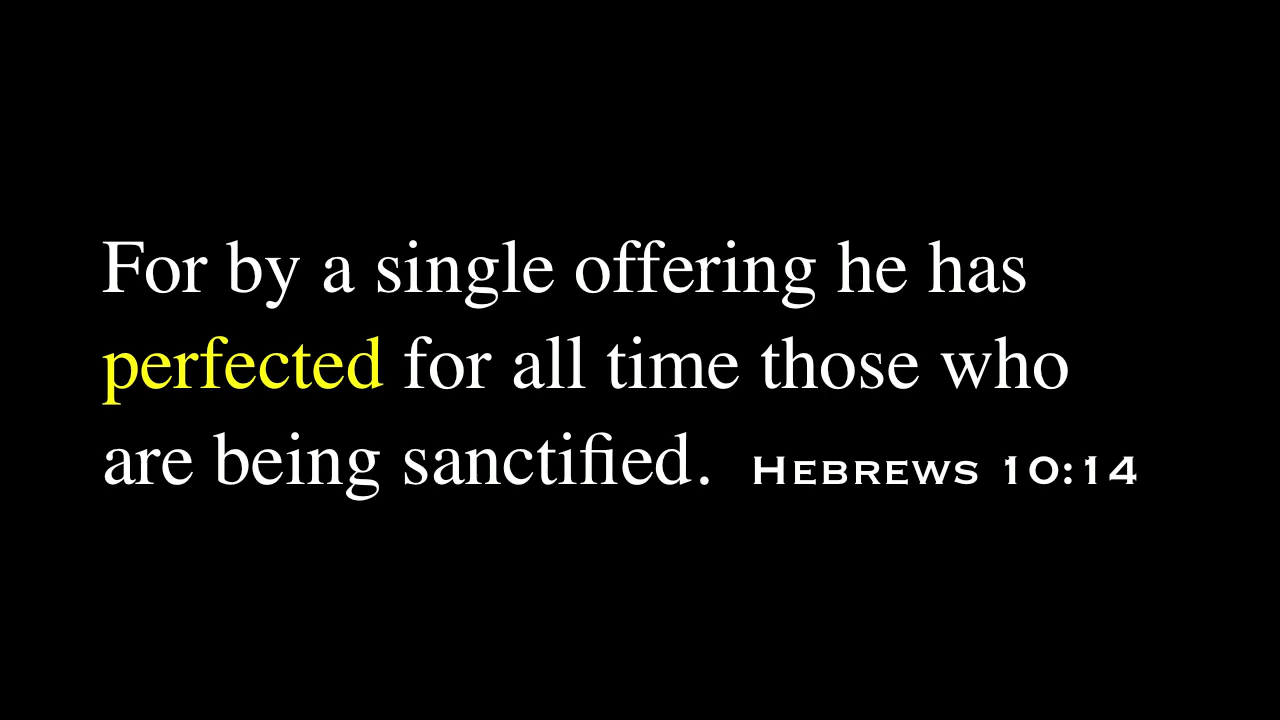 For by a single offering he has
perfected for all time those who
are being sanctified. HEBREWS 10:14